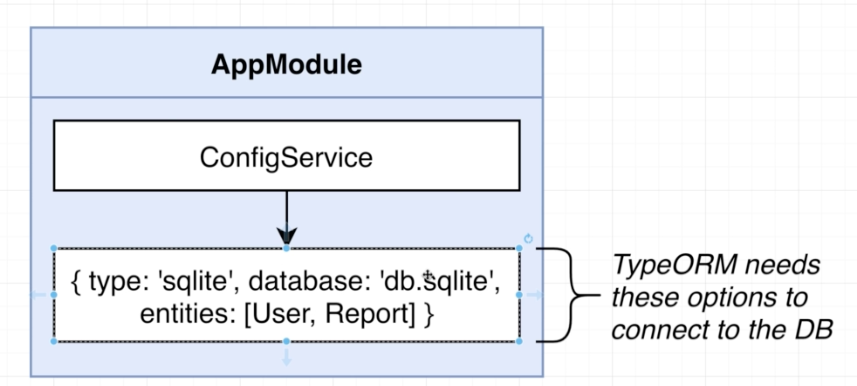 AppModule
ConfigService
{ type: 'sqlite', database: 'db.sqlite',
entities: [User, Report] }
TypeORM needs
these options to
connect to the DB